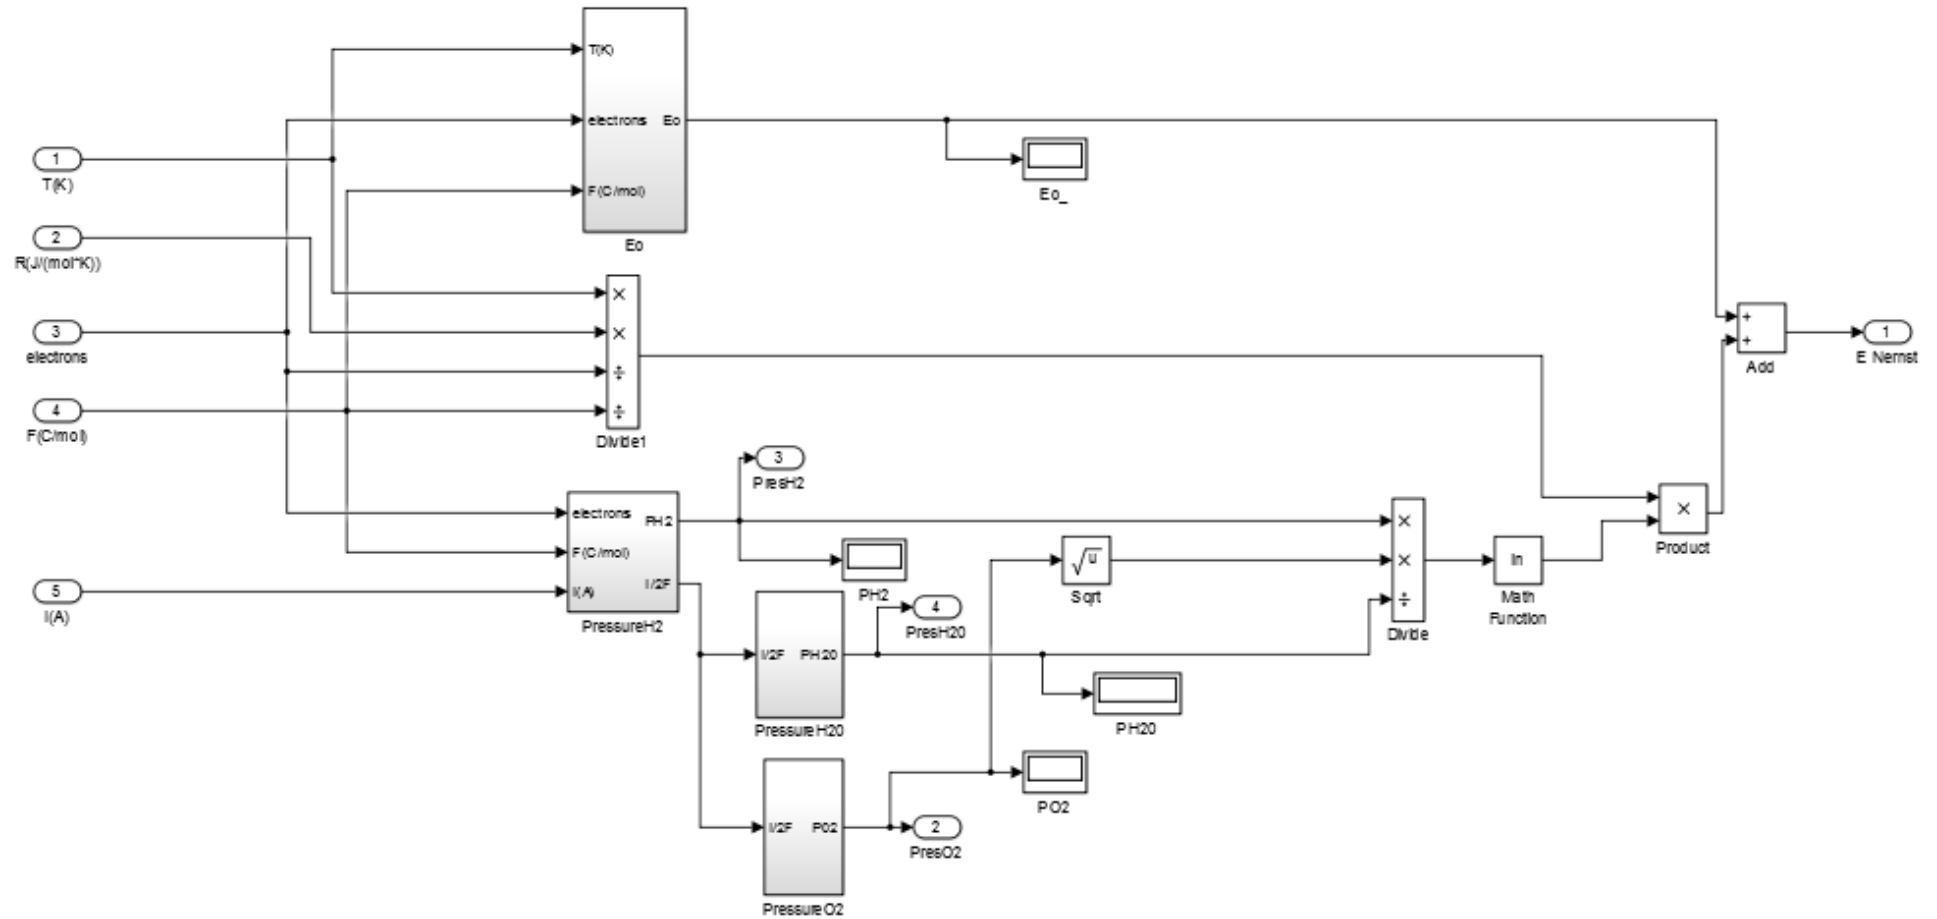 T(K)
electrons Eo
1
T(K)
Eo_
F(C/mol)
2
Eo
R(J/(mol*K))
×
+
3
×
1
+
electrons
Add
E Nernst
÷
4
÷
F(C/mol)
Divide1
3
PresH2
×
electrons
PH2
×
Product
F(C/mol)
√u
×
ln
I/2F
5
I(A)
PH2
Sqrt
÷
Math
Function
I(A)
4
PressureH2
PresH20
Divide
I/2F PH20
PressureH20
PH20
PO2
I/2F P02
2
PresO2
PressureO2